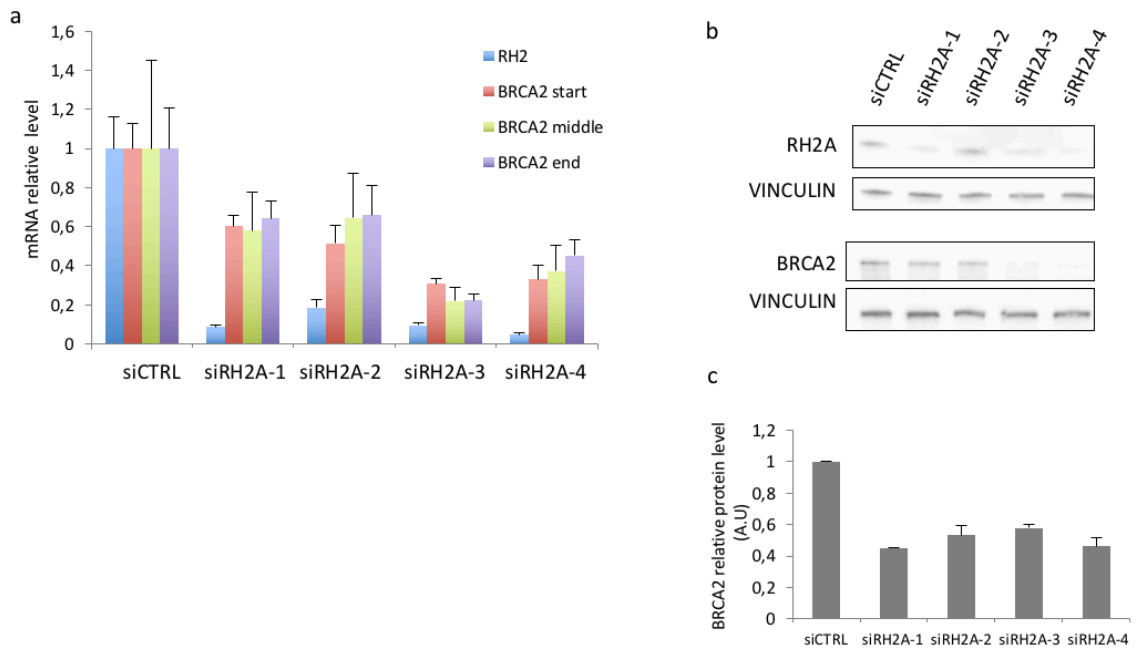 a
1,6
1,4
1,2
1
0,8
0,6
0,4
0,2
0
mRNA relative level
RH2
BRCA2 start
BRCA2 middle
BRCA2 end
siCTRL siRH2A-1 siRH2A-2 siRH2A-3 siRH2A-4
b
siCTRL siRH2A-1 siRH2A-2 siRH2A-3 siRH2A-4
RH2A
VINCULIN
BRCA2
VINCULIN
c
1,2
1
0,8
0,6
0,4
0,2
0
BRCA2 relative protein level
(A.U)
siCTRL siRH2A-1 siRH2A-2 siRH2A-3 siRH2A-4